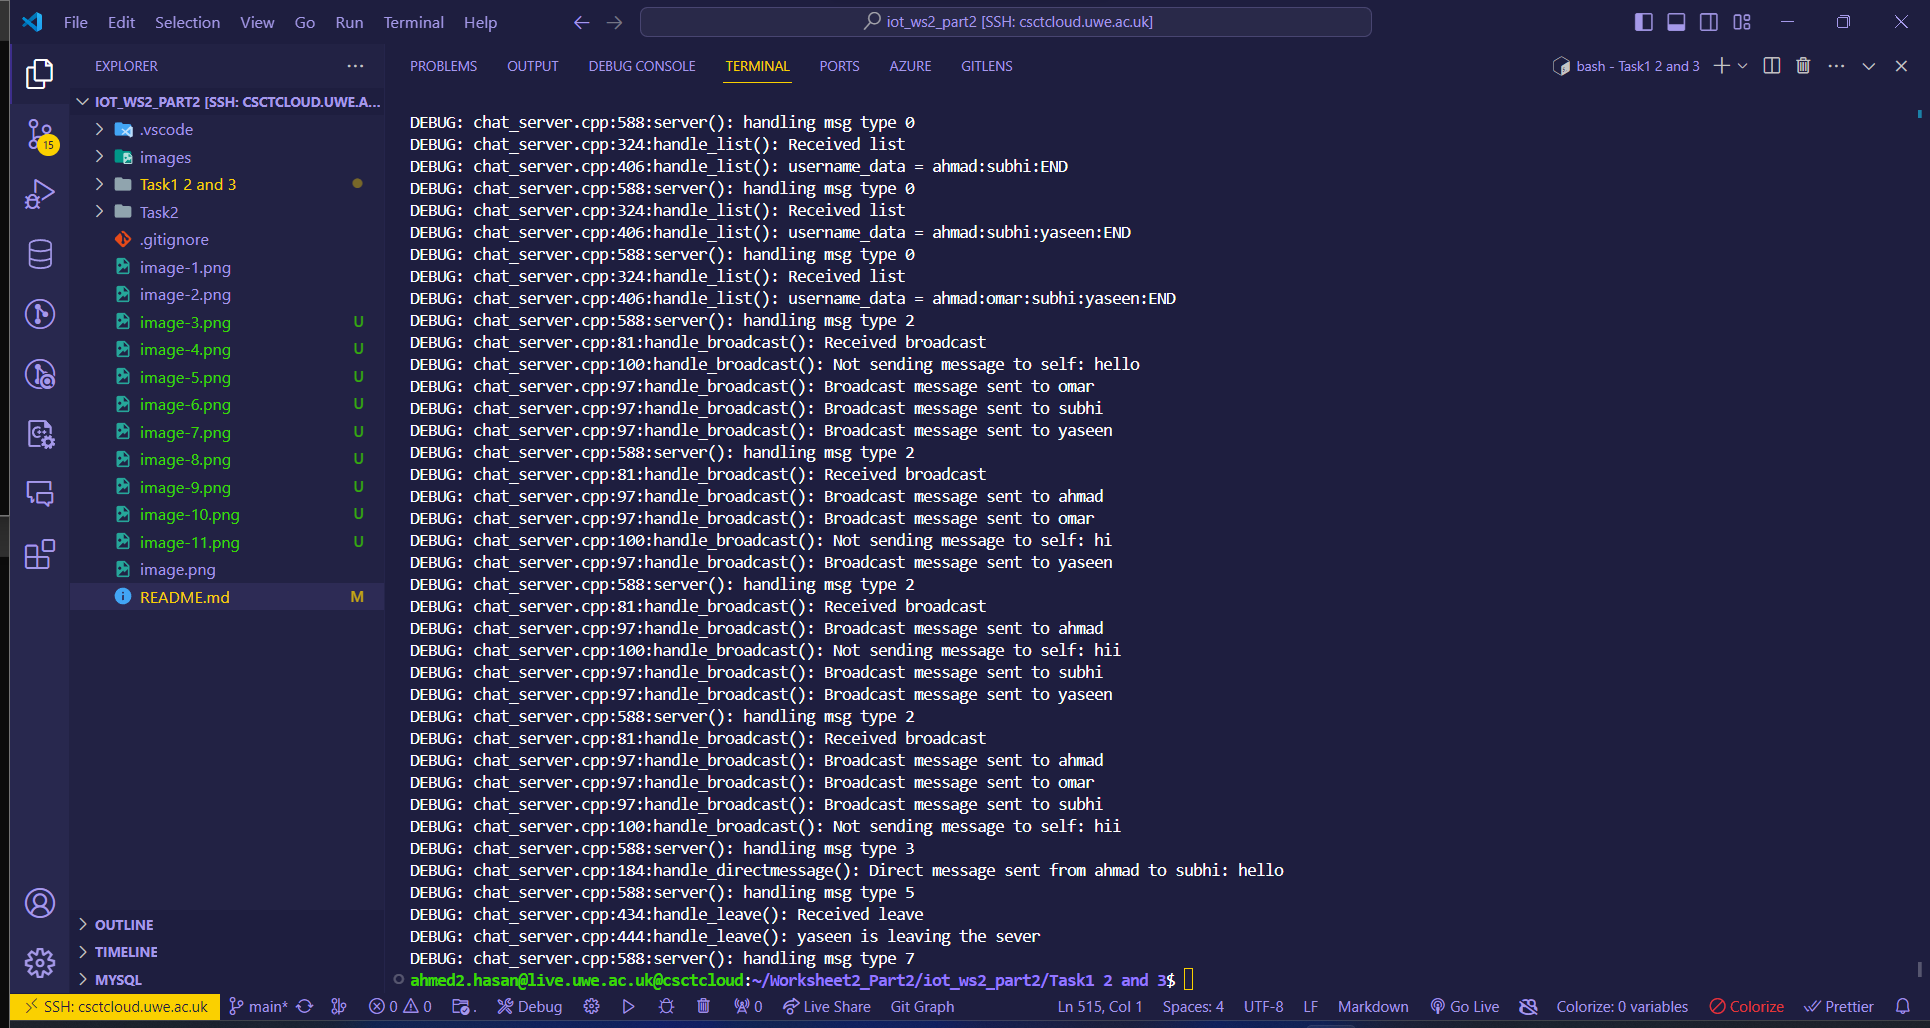 File Edit Selection View Go Run Terminal Help
iot_ws2_part2 [SSH: csctcloud.uwe.ac.uk]
EXPLORER
IOT_WS2_PART2 [SSH: CSCTCLOUD.UWE.A...
.vscode
images
Task1 2 and 3
Task2
.gitignore
image-1.png
image-2.png
image-3.png U
image-4.png U
image-5.png U
image-6.png U
image-7.png U
image-8.png U
image-9.png U
image-10.png U
image-11.png U
image.png
README.md M
OUTLINE
TIMELINE
MYSQL
15
PROBLEMS OUTPUT DEBUG CONSOLE TERMINAL PORTS AZURE GITLENS
bash - Task1 2 and 3
DEBUG: chat_server.cpp:588:server(): handling msg type 0
DEBUG: chat_server.cpp:324:handle_list(): Received list
DEBUG: chat_server.cpp:406:handle_list(): username_data = ahmad:subhi:END
DEBUG: chat_server.cpp:588:server(): handling msg type 0
DEBUG: chat_server.cpp:324:handle_list(): Received list
DEBUG: chat_server.cpp:406:handle_list(): username_data = ahmad:subhi:yaseen:END
DEBUG: chat_server.cpp:588:server(): handling msg type 0
DEBUG: chat_server.cpp:324:handle_list(): Received list
DEBUG: chat_server.cpp:406:handle_list(): username_data = ahmad:omar:subhi:yaseen:END
DEBUG: chat_server.cpp:588:server(): handling msg type 2
DEBUG: chat_server.cpp:81:handle_broadcast(): Received broadcast
DEBUG: chat_server.cpp:100:handle_broadcast(): Not sending message to self: hello
DEBUG: chat_server.cpp:97:handle_broadcast(): Broadcast message sent to omar
DEBUG: chat_server.cpp:97:handle_broadcast(): Broadcast message sent to subhi
DEBUG: chat_server.cpp:97:handle_broadcast(): Broadcast message sent to yaseen
DEBUG: chat_server.cpp:588:server(): handling msg type 2
DEBUG: chat_server.cpp:81:handle_broadcast(): Received broadcast
DEBUG: chat_server.cpp:97:handle_broadcast(): Broadcast message sent to ahmad
DEBUG: chat_server.cpp:97:handle_broadcast(): Broadcast message sent to omar
DEBUG: chat_server.cpp:100:handle_broadcast(): Not sending message to self: hi
DEBUG: chat_server.cpp:97:handle_broadcast(): Broadcast message sent to yaseen
DEBUG: chat_server.cpp:588:server(): handling msg type 2
DEBUG: chat_server.cpp:81:handle_broadcast(): Received broadcast
DEBUG: chat_server.cpp:97:handle_broadcast(): Broadcast message sent to ahmad
DEBUG: chat_server.cpp:100:handle_broadcast(): Not sending message to self: hii
DEBUG: chat_server.cpp:97:handle_broadcast(): Broadcast message sent to subhi
DEBUG: chat_server.cpp:97:handle_broadcast(): Broadcast message sent to yaseen
DEBUG: chat_server.cpp:588:server(): handling msg type 2
DEBUG: chat_server.cpp:81:handle_broadcast(): Received broadcast
DEBUG: chat_server.cpp:97:handle_broadcast(): Broadcast message sent to ahmad
DEBUG: chat_server.cpp:97:handle_broadcast(): Broadcast message sent to omar
DEBUG: chat_server.cpp:97:handle_broadcast(): Broadcast message sent to subhi
DEBUG: chat_server.cpp:100:handle_broadcast(): Not sending message to self: hii
DEBUG: chat_server.cpp:588:server(): handling msg type 3
DEBUG: chat_server.cpp:184:handle_directmessage(): Direct message sent from ahmad to subhi: hello
DEBUG: chat_server.cpp:588:server(): handling msg type 5
DEBUG: chat_server.cpp:434:handle_leave(): Received leave
DEBUG: chat_server.cpp:444:handle_leave(): yaseen is leaving the sever
DEBUG: chat_server.cpp:588:server(): handling msg type 7
ahmed2.hasan@live.uwe.ac.uk@csctcloud:~/Worksheet2_Part2/iot_ws2_part2/Task1 2 and 3$
SSH: csctcloud.uwe.ac.uk main* 0 0 Debug 0 Live Share Git Graph Ln 515, Col 1 Spaces: 4 UTF-8 LF Markdown Go Live Colorize: 0 variables Colorize Prettier